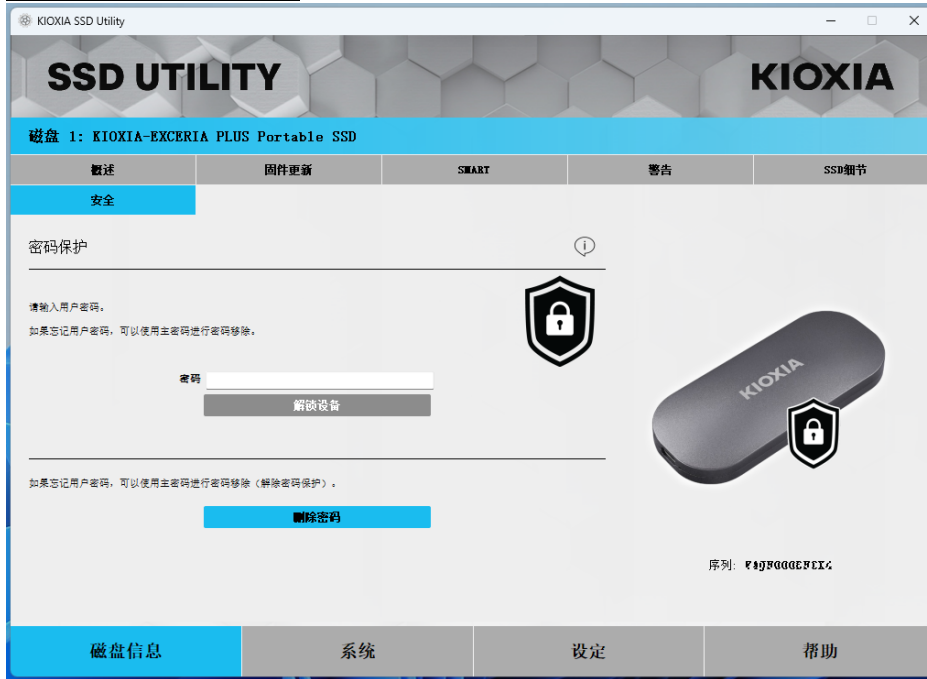 KIOXIA SSD Utility
SSD UTILITY
KIOXIA
磁盘 1: KIOXIA-EXCERIA PLUS Portable SSD
概述
固件更新
SMART
警告
SSD细节
安全
密码保护
请输入用户密码。
如果忘记用户密码，可以使用主密码进行密码移除。
密码
解锁设备
KIOXIA
如果忘记用户密码，可以使用主密码进行密码移除（解除密码保护）。
删除密码
序列:
磁盘信息
系统
设定
帮助